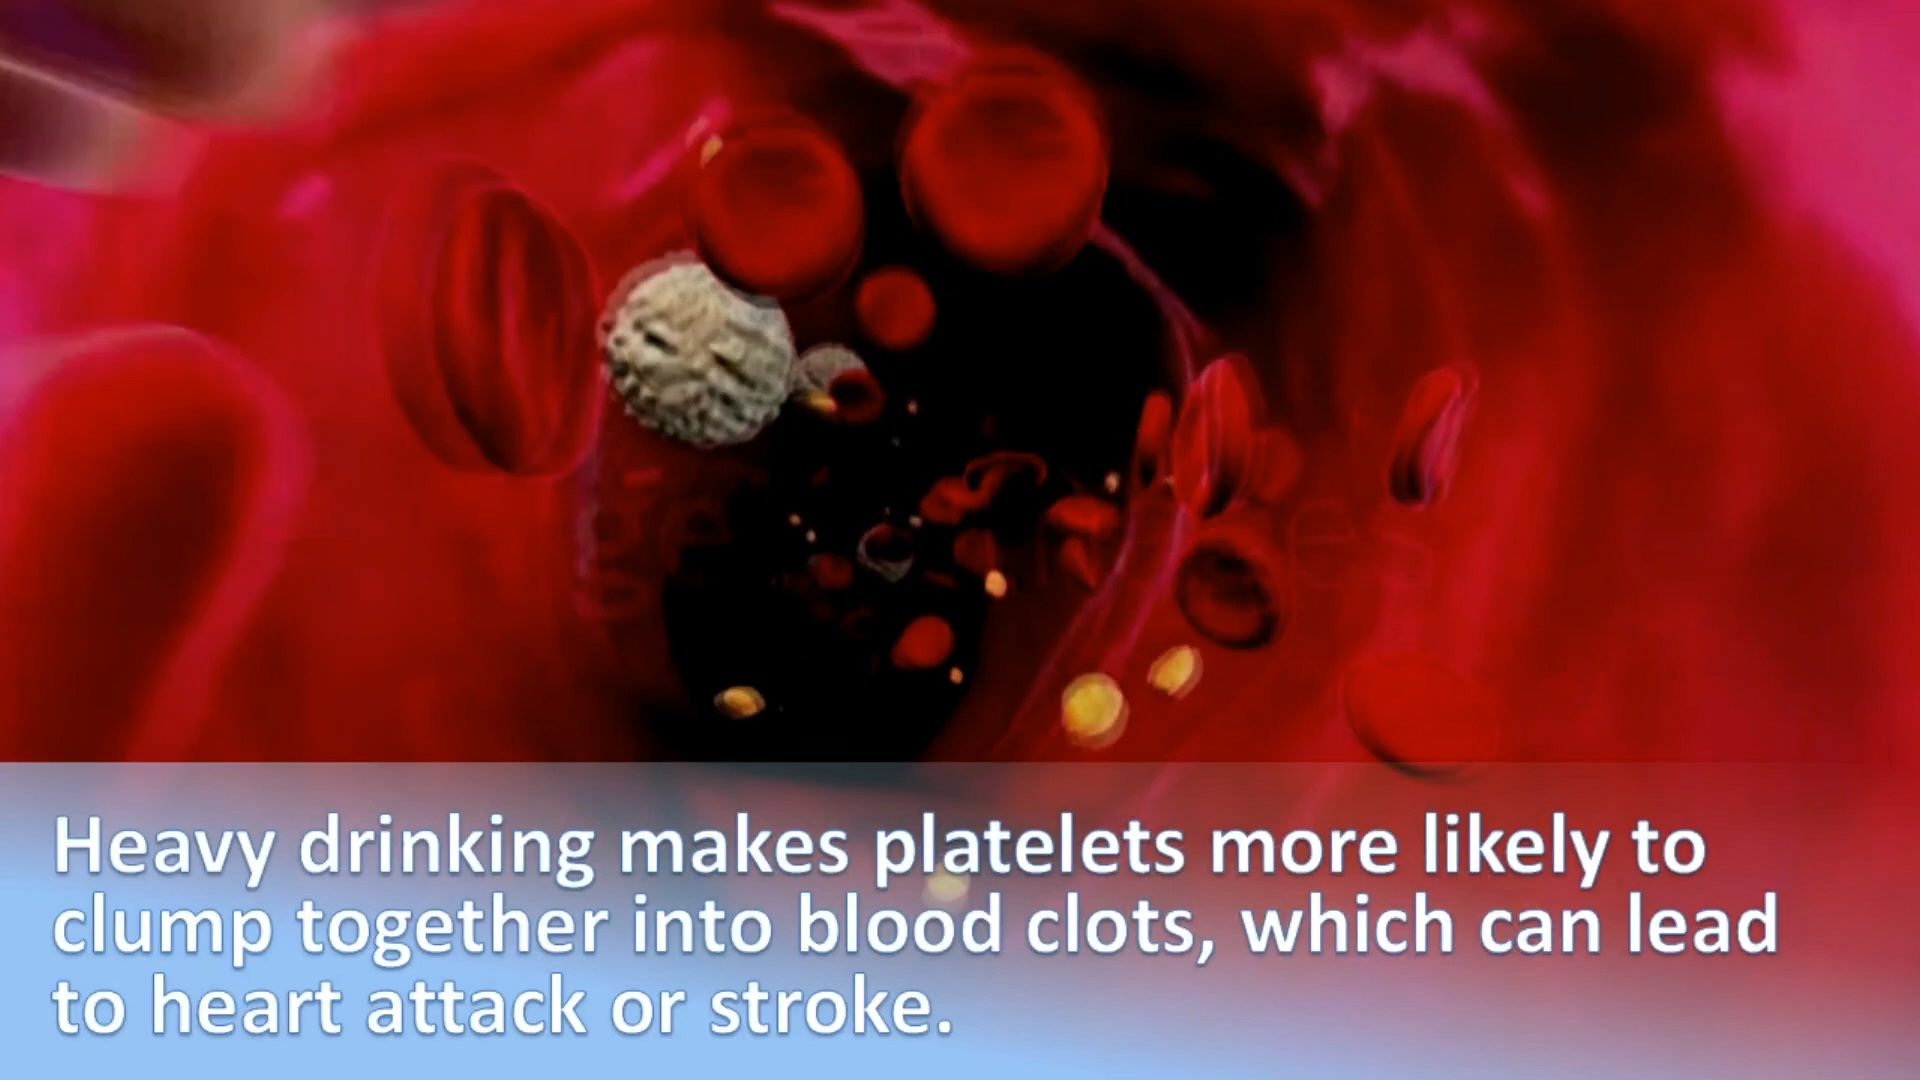 Heavy drinking makes platelets more likely to
clump together into blood clots, which can lead
to heart attack or stroke.